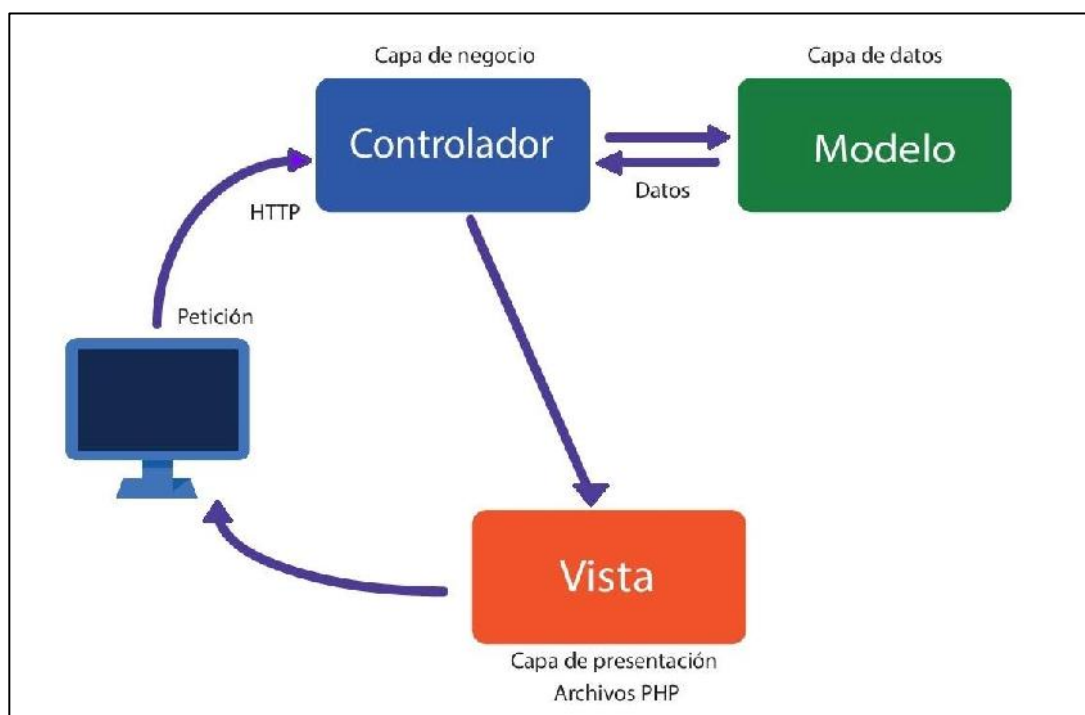 Capa de negocio
Controlador
Capa de datos
Modelo
Datos
HTTP
Petición
Vista
Capa de presentación
Archivos PHP